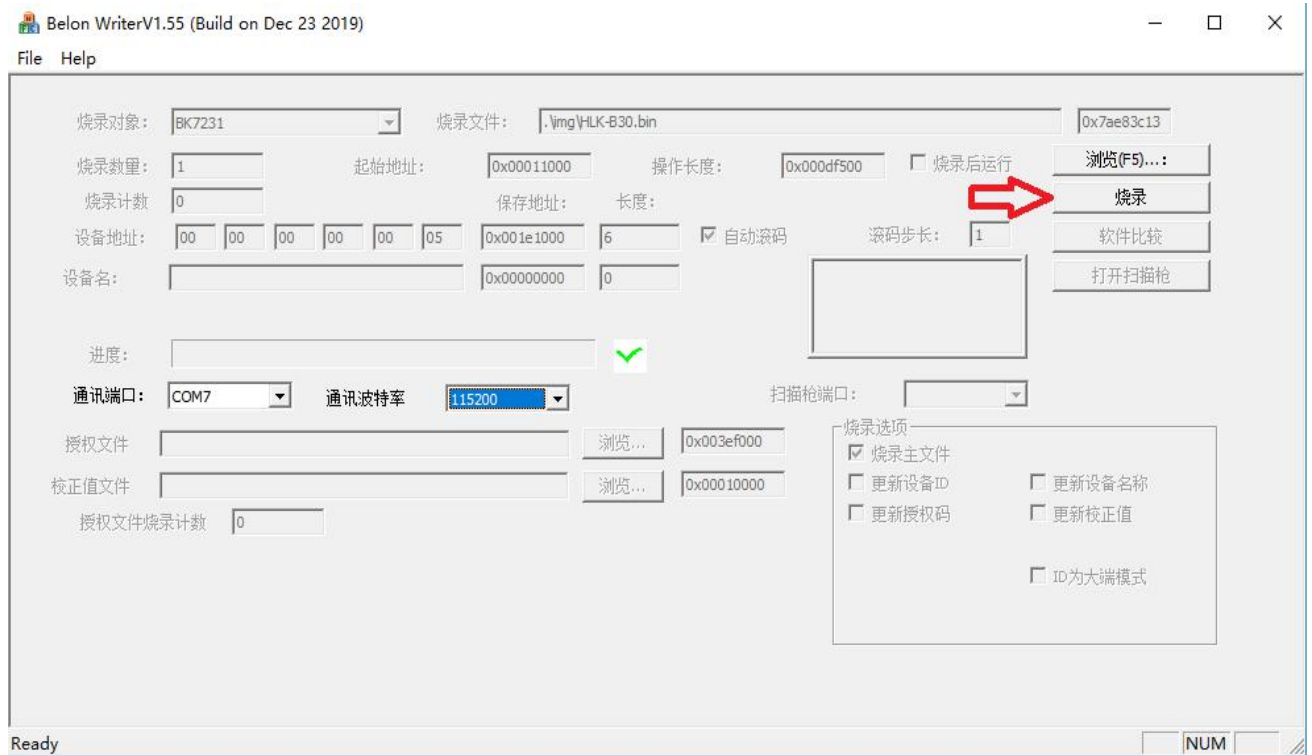 Belon WriterV1.55 (Build on Dec 23 2019)
File Help
烧录对象: BK7231 烧录文件: .\img\HLK-B30.bin 0x7ae83c13
烧录数量: 1 起始地址: 0x00011000 操作长度: 0x000df500 烧录后运行 浏览(F5)...:
烧录计数 0 保存地址: 长度: 烧录
设备地址: 00 00 00 00 00 05 0x001e1000 6 自动滚码 滚码步长: 1 软件比较
设备名: 0x00000000 0 打开扫描枪
进度:
通讯端口: COM7 通讯波特率 115200 扫描枪端口:
授权文件 浏览... 0x003ef000
校正值文件 浏览... 0x00010000
授权文件烧录计数 0
烧录选项
烧录主文件
更新设备ID 更新设备名称
更新授权码 更新校正值
ID为大端模式
Ready NUM